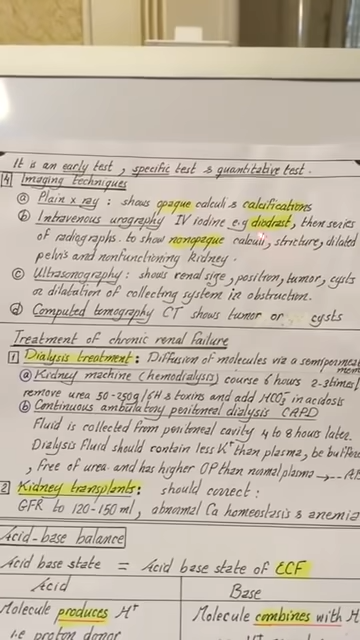 It is an early test, specific test & quantitative test.
4 Imaging Techniques
ⓐ Plain x ray: shows opaque calculi & calcifications
ⓑ Intravenous urography IV iodine e.g diodrast, then series
of radiographs. to show nonopaque calculi, stricture, dilated
pelvis and nonfunctioning kidney.
ⓒ Ultrasonography: shows renal size, position, tumor, cysts
or dilatation of collecting system in obstruction.
ⓓ Computed tomography CT shows tumor or cysts
Treatment of chronic renal failure
1 Dialysis treatment: Diffusion of molecules via a semipermea
mem
ⓐ Kidney machine (hemodialysis) course 6 hours 2-3 times/
remove urea 50-250g/6H & toxins and add HCO3 in acidosis
ⓑ Continuous ambulatory peritoneal dialysis CAPD
Fluid is collected from peritoneal cavity 4 to 8 hours later.
Dialysis Fluid should contain less K+ than plasma, be buffere
, free of urea and has higher OP than normal plasma
2 Kidney transplants: should correct:
GFR to 120-150 ml, abnormal Ca homeostasis & anemia
Acid-base balance
Acid base state = Acid base state of ECF
Acid Base
Molecule produces H+ Molecule combines with H
i.e proton donor